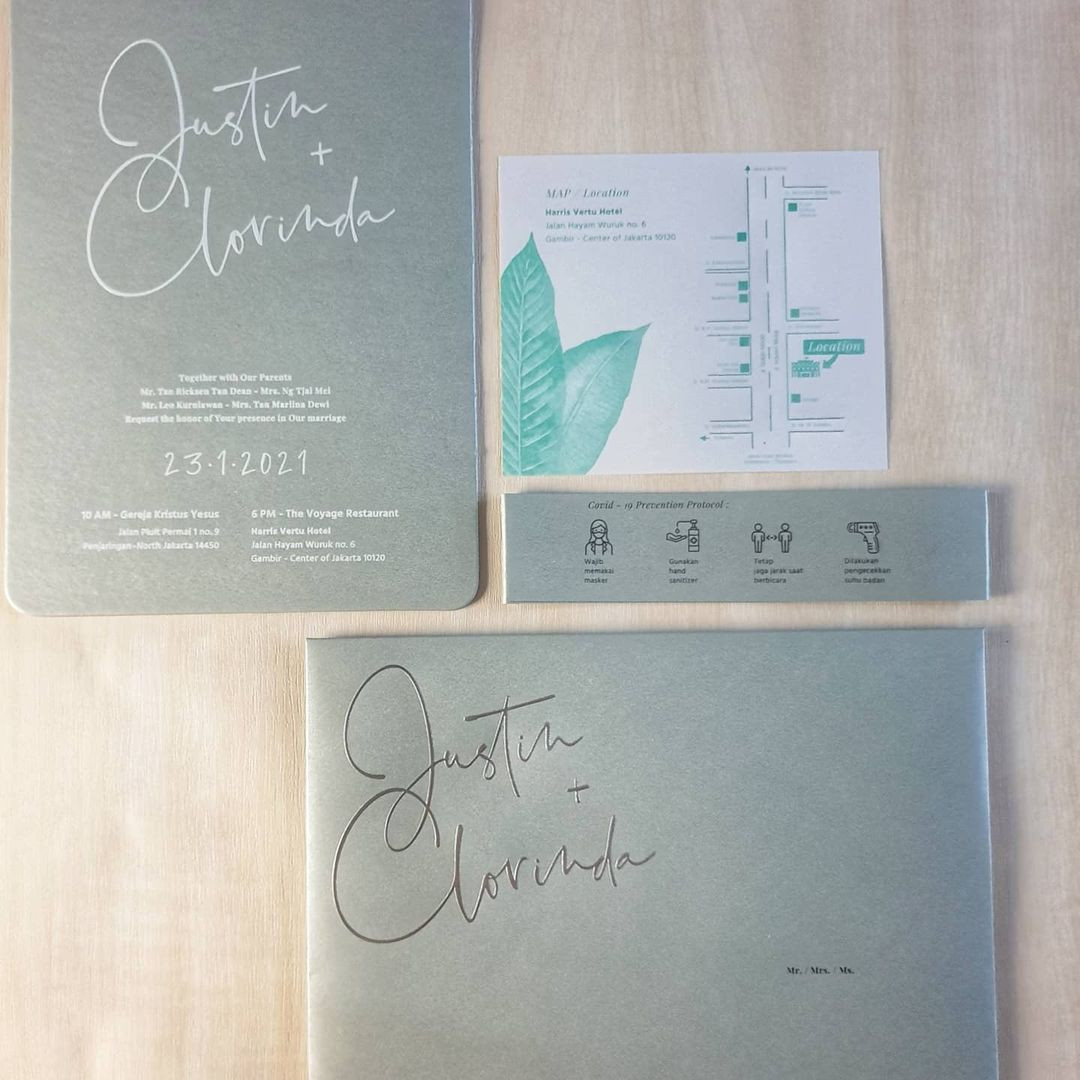 Justin
+
Clorinda
Together with Our Parents
Mr. Tan Ricksen Tan Dean - Mrs. Ng Tjai Mei
Mr. Leo Kurniawan - Mrs. Tan Marlina Dewi
Request the honor of Your presence in Our marriage
23·1·2021
10 AM - Gereja Kristus Yesus
Jalan Pluit Permai 1 no. 9
Penjaringan-North Jakarta 14450
6 PM - The Voyage Restaurant
Harris Vertu Hotel
Jalan Hayam Wuruk no. 6
Gambir - Center of Jakarta 10120
MAP / Location
Harris Vertu Hotel
Jalan Hayam Wuruk no. 6
Gambir - Center of Jakarta 10120
Location
Covid - 19 Prevention Protocol :
Wajib
memakai
masker
Gunakan
hand
sanitizer
Tetap
jaga jarak saat
berbicara
Dilakukan
pengecekkan
suhu badan
Justin
+
Clorinda
Mr. / Mrs. / Ms.